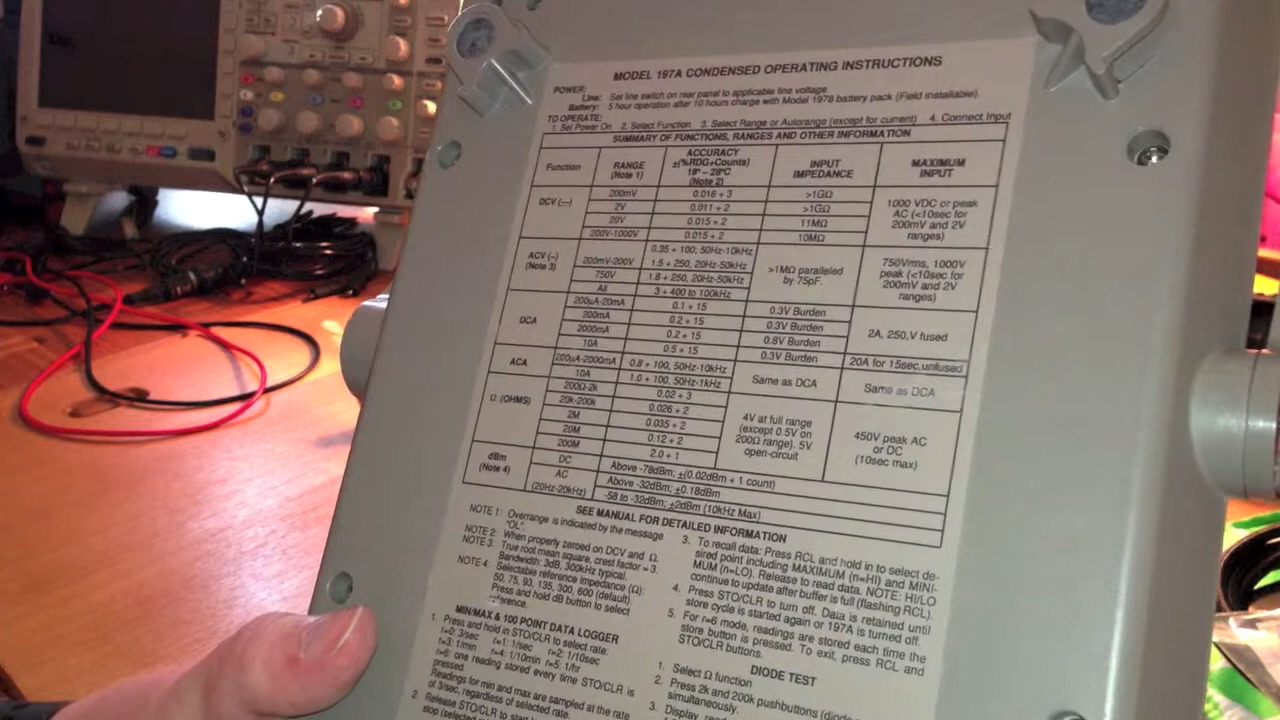 MODEL 197A CONDENSED OPERATING INSTRUCTIONS
POWER:
Line: Set line switch on rear panel to applicable line voltage
Battery: 5 hour operation after 10 hours charge with Model 1978 battery pack (Field installable).
TO OPERATE:
1. Set Power On 2. Select Function 3. Select Range or Autorange (except for current) 4. Connect Input
SUMMARY OF FUNCTIONS, RANGES AND OTHER INFORMATION
Function RANGE (Note 1) ACCURACY ±(%RDG+Counts) 18° – 28°C (Note 2) INPUT IMPEDANCE MAXIMUM INPUT
DCV (⎓) 200mV 0.016 + 3 >1GΩ 1000 VDC or peak AC (<10sec for 200mV and 2V ranges)
2V 0.011 + 2 >1GΩ
20V 0.015 + 2 11MΩ
200V-1000V 0.015 + 2 10MΩ
ACV (~) (Note 3) 200mV-200V 0.35 + 100; 50Hz-10kHz >1MΩ paralleled by 75pF. 750Vrms, 1000V peak (<10sec for 200mV and 2V ranges)
1.5 + 250, 20Hz-50kHz
750V 1.8 + 250, 20Hz-50kHz
All 3 + 400 to 100kHz
DCA 200µA-20mA 0.1 + 15 0.3V Burden 2A, 250,V fused
200mA 0.2 + 15 0.3V Burden
2000mA 0.2 + 15 0.8V Burden
10A 0.5 + 15 0.3V Burden 20A for 15sec,unfused
ACA 200µA-2000mA 0.8 + 100, 50Hz-10kHz Same as DCA Same as DCA
10A 1.0 + 100, 50Hz-1kHz
Ω (OHMS) 200Ω-2k 0.02 + 3 4V at full range (except 0.5V on 200Ω range). 5V open-circuit 450V peak AC or DC (10sec max)
20k-200k 0.026 + 2
2M 0.035 + 2
20M 0.12 + 2
200M 2.0 + 1
dBm (Note 4) DC Above -78dBm; ±(0.02dBm + 1 count)
AC (20Hz-20kHz) Above -32dBm; ±0.18dBm
-58 to -32dBm; ±2dBm (10kHz Max)
SEE MANUAL FOR DETAILED INFORMATION
NOTE 1: Overrange is indicated by the message
"OL".
NOTE 2: When properly zeroed on DCV and Ω.
NOTE 3: True root mean square, crest factor = 3.
Bandwidth: 3dB, 300kHz typical.
NOTE 4: Selectable reference impedance (Ω):
50, 75, 93, 135, 300, 600 (default).
Press and hold dB button to select
reference.
MIN/MAX & 100 POINT DATA LOGGER
1. Press and hold in STO/CLR to select rate:
r=0: 3/sec r=1: 1/sec r=2: 1/10sec
r=3: 1/min r=4: 1/10min r=5: 1/hr
r=6: one reading stored every time STO/CLR is
pressed.
Readings for min and max are sampled at the rate
of 3/sec, regardless of selected rate.
2. Release STO/CLR to start
stop (selected
3. To recall data: Press RCL and hold in to select de-
sired point including MAXIMUM (n=HI) and MINI-
MUM (n=LO). Release to read data. NOTE: HI/LO
continue to update after buffer is full (flashing RCL).
4. Press STO/CLR to turn off. Data is retained until
store cycle is started again or 197A is turned off.
5. For r=6 mode, readings are stored each time the
store button is pressed. To exit, press RCL and
STO/CLR buttons.
DIODE TEST
1. Select Ω function
2. Press 2k and 200k pushbuttons (diode
simultaneously.
3. Display